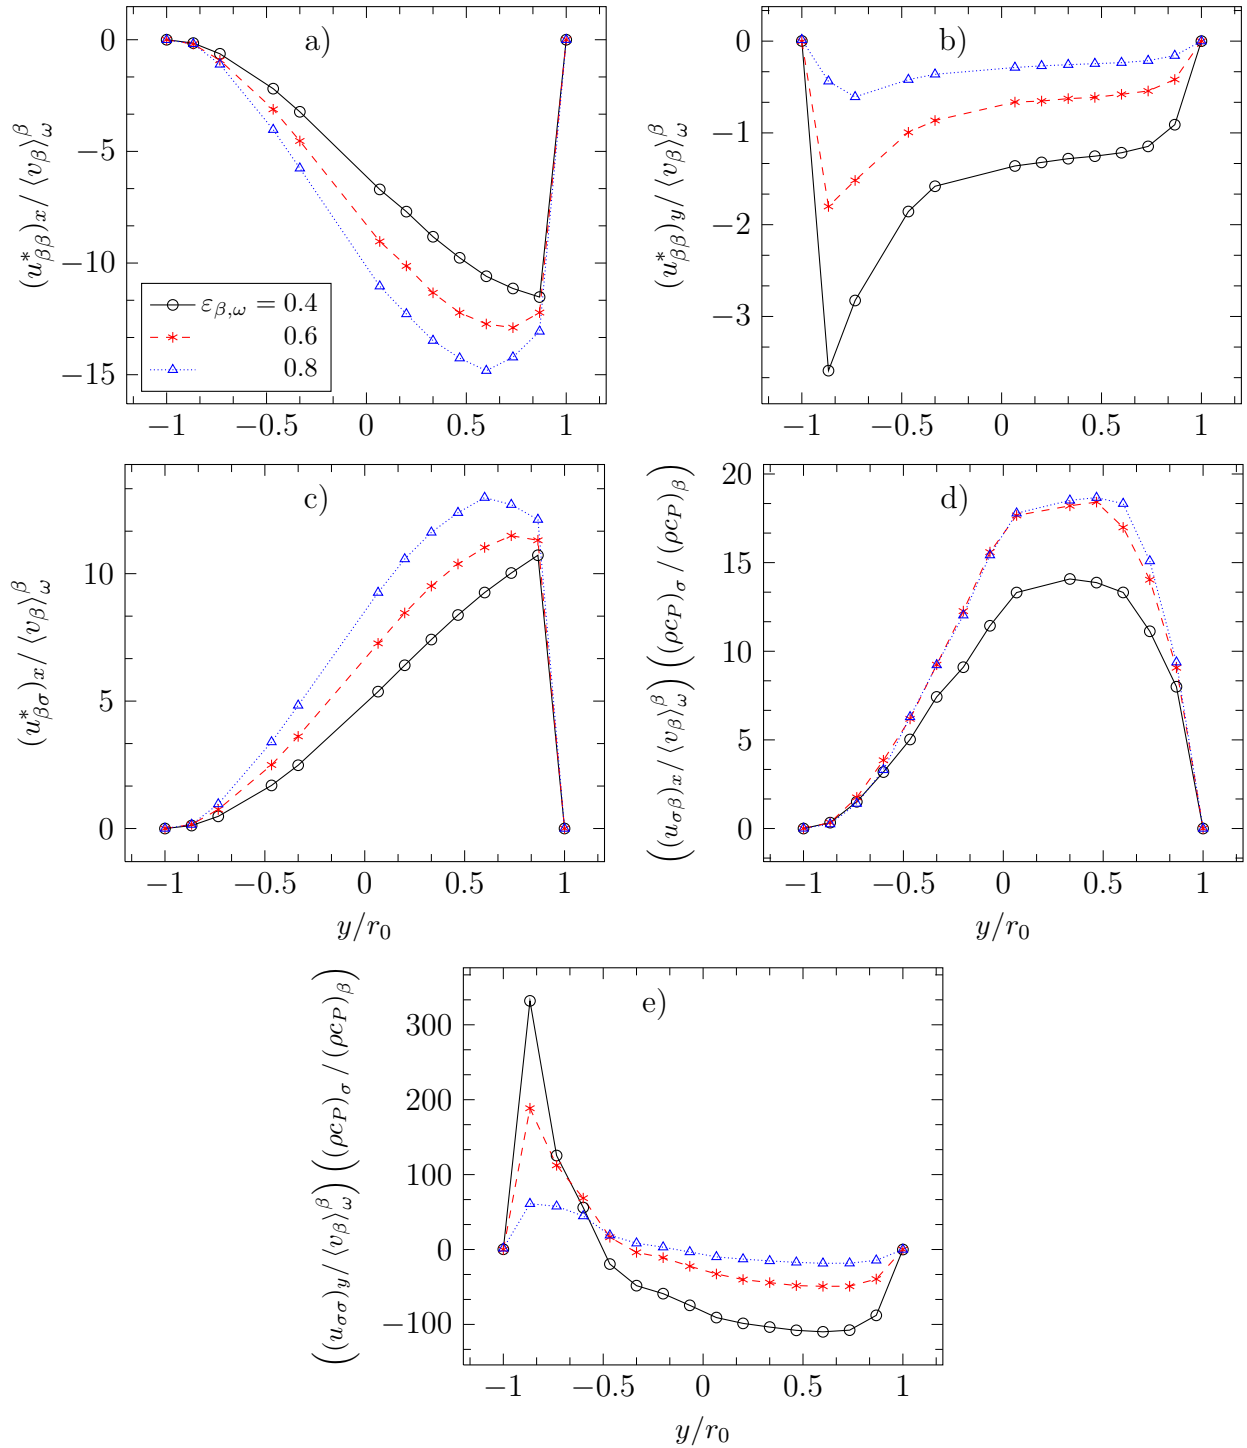 a)
0
−5
−10
−15
(u*ββ)x/ ⟨vβ⟩βω
εβ,ω = 0.4
0.6
0.8
−1 −0.5 0 0.5 1
b)
0
−1
−2
−3
(u*ββ)y/ ⟨vβ⟩βω
−1 −0.5 0 0.5 1
c)
10
5
0
(u*βσ)x/ ⟨vβ⟩βω
−1 −0.5 0 0.5 1
y/r0
d)
20
15
10
5
0
((uσβ)x/ ⟨vβ⟩βω) ((ρcP)σ / (ρcP)β)
−1 −0.5 0 0.5 1
y/r0
e)
300
200
100
0
−100
((uσσ)y/ ⟨vβ⟩βω) ((ρcP)σ / (ρcP)β)
−1 −0.5 0 0.5 1
y/r0